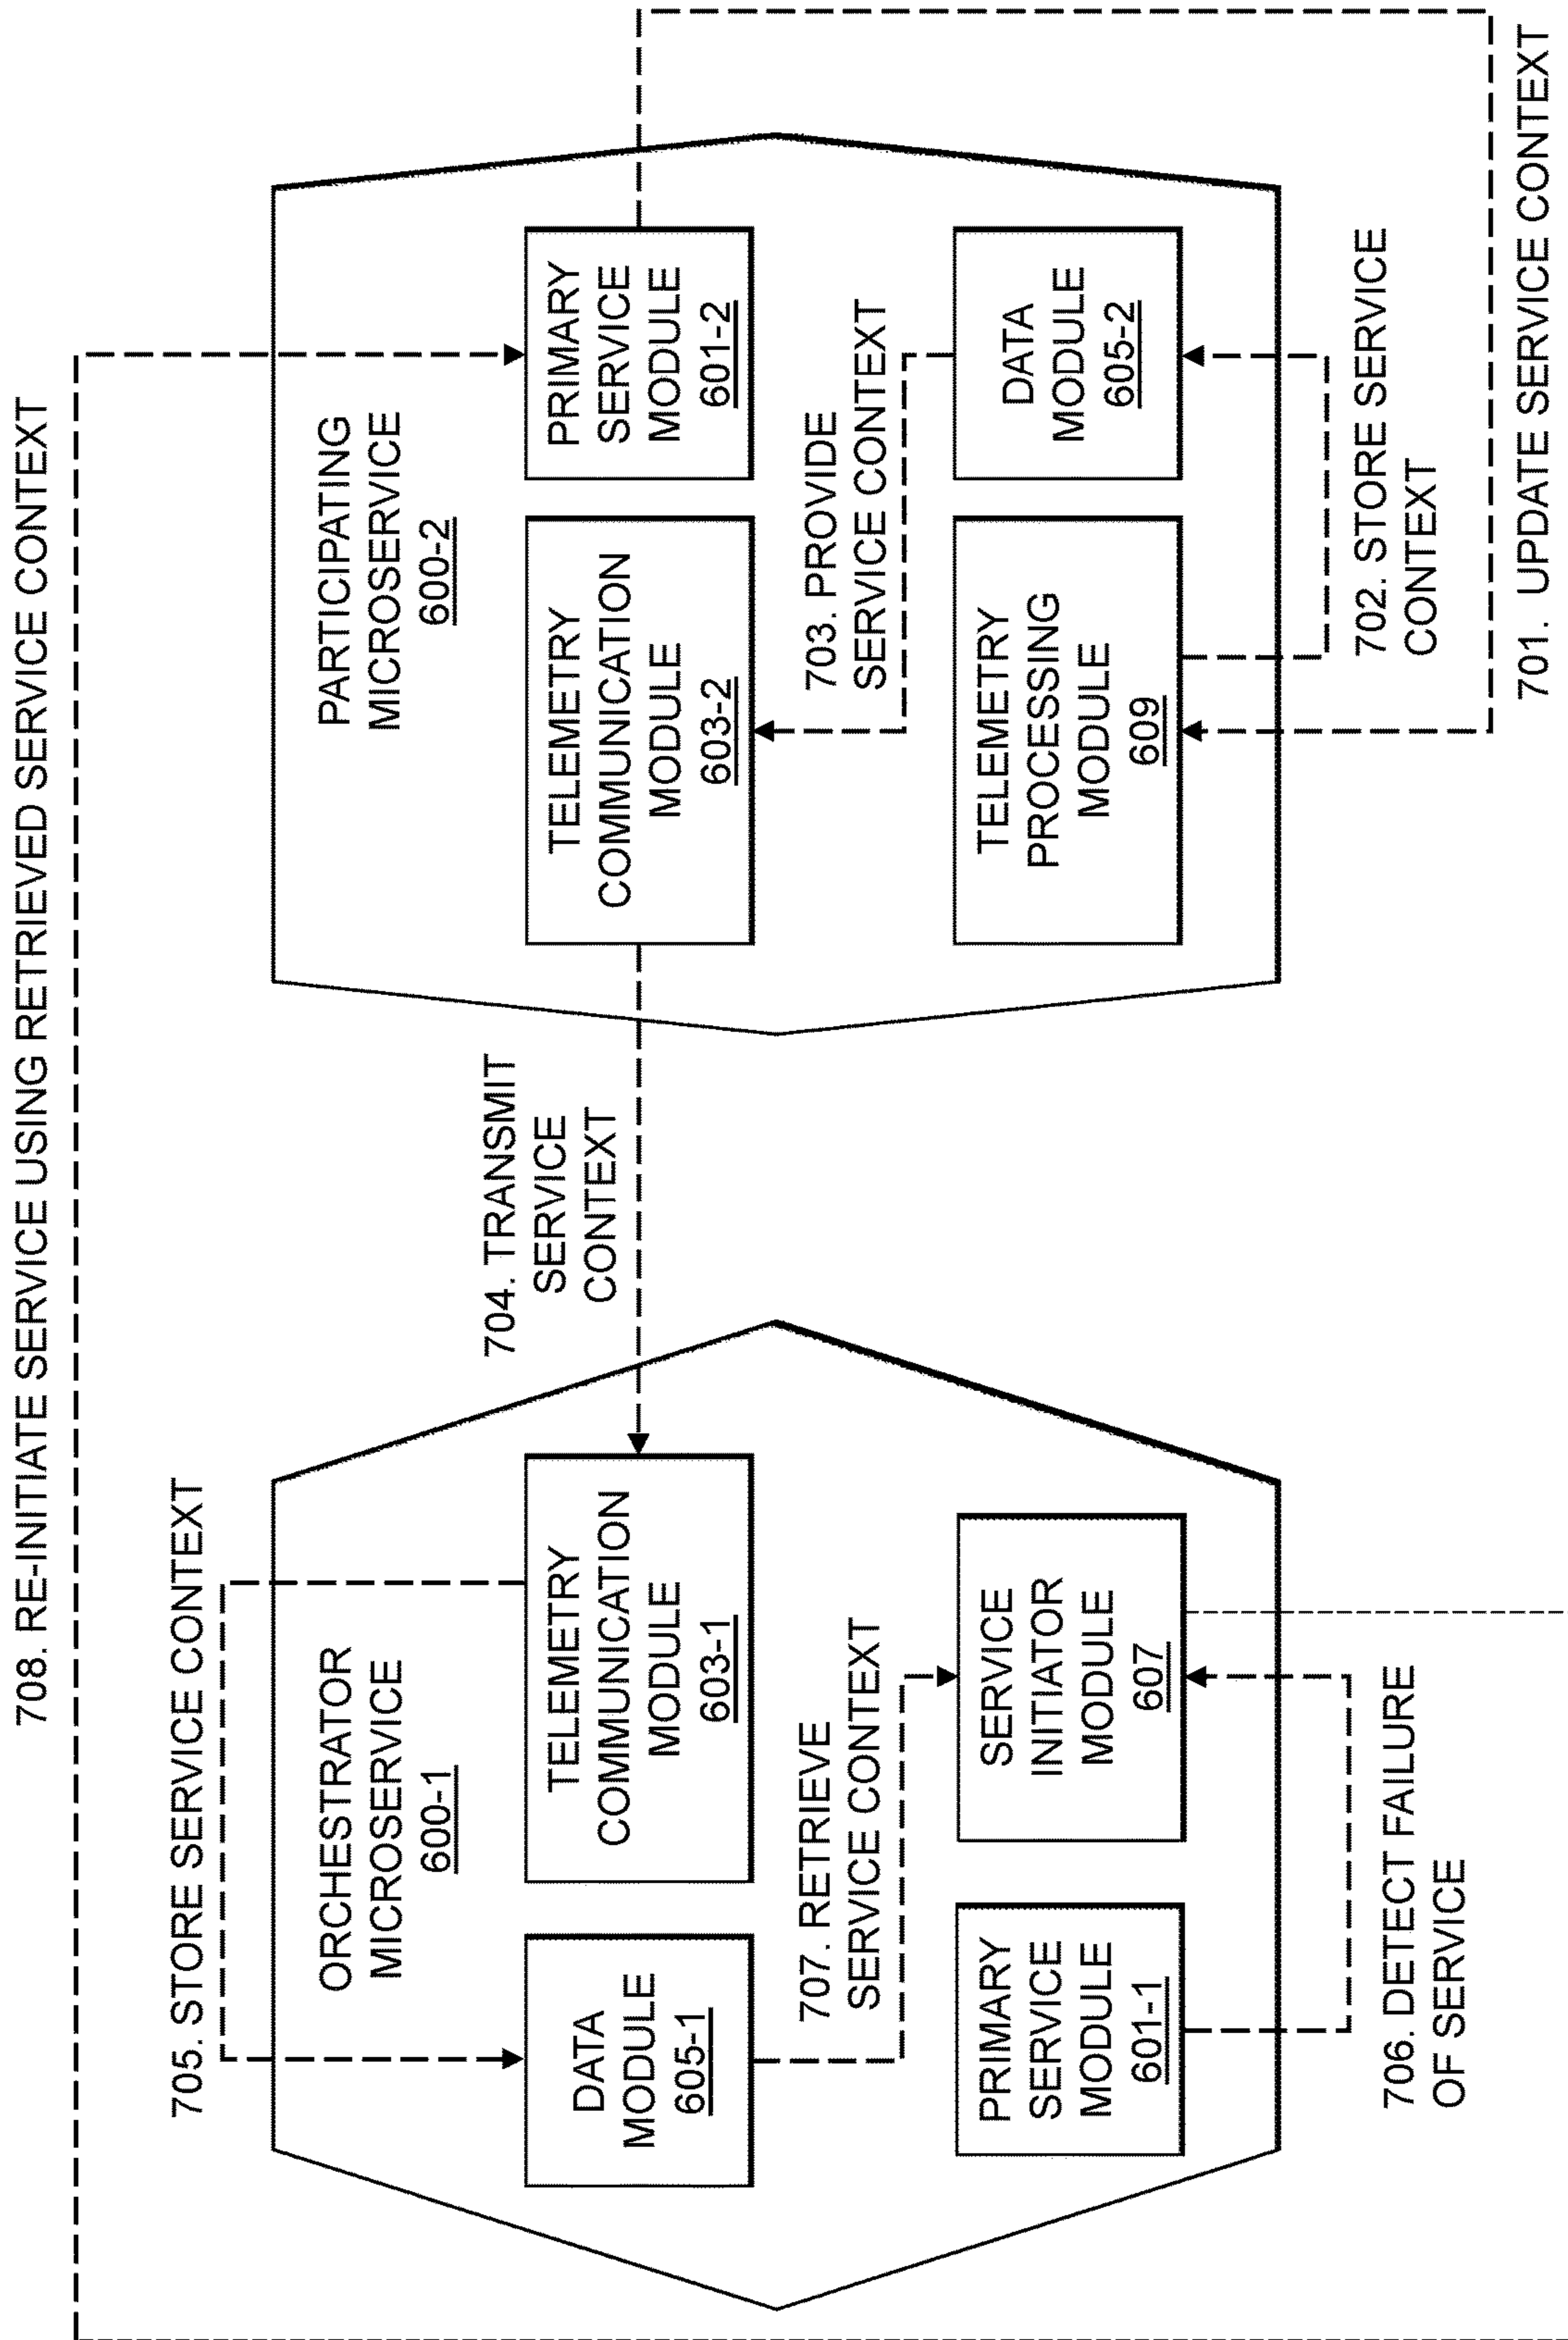 708. RE-INITIATE SERVICE USING RETRIEVED SERVICE CONTEXT
705. STORE SERVICE CONTEXT
ORCHESTRATOR
MICROSERVICE
600-1
DATA
MODULE
605-1
TELEMETRY
COMMUNICATION
MODULE
603-1
707. RETRIEVE
SERVICE CONTEXT
PRIMARY
SERVICE
MODULE
601-1
SERVICE
INITIATOR
MODULE
607
706. DETECT FAILURE
OF SERVICE
704. TRANSMIT
SERVICE
CONTEXT
PARTICIPATING
MICROSERVICE
600-2
TELEMETRY
COMMUNICATION
MODULE
603-2
PRIMARY
SERVICE
MODULE
601-2
703. PROVIDE
SERVICE CONTEXT
TELEMETRY
PROCESSING
MODULE
609
DATA
MODULE
605-2
702. STORE SERVICE
CONTEXT
701. UPDATE SERVICE CONTEXT